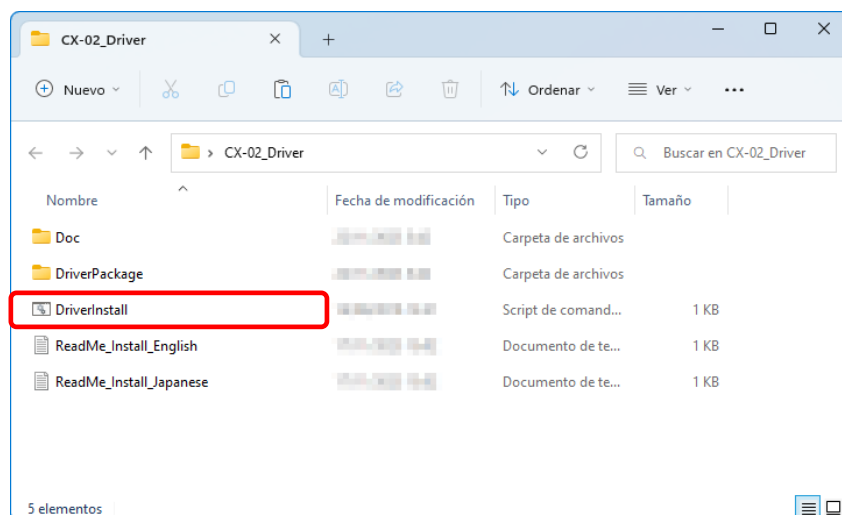 CX-02_Driver
Nuevo Ordenar Ver
CX-02_Driver Buscar en CX-02_Driver
Nombre Fecha de modificación Tipo Tamaño
Doc Carpeta de archivos
DriverPackage Carpeta de archivos
DriverInstall Script de comand... 1 KB
ReadMe_Install_English Documento de te... 1 KB
ReadMe_Install_Japanese Documento de te... 1 KB
5 elementos